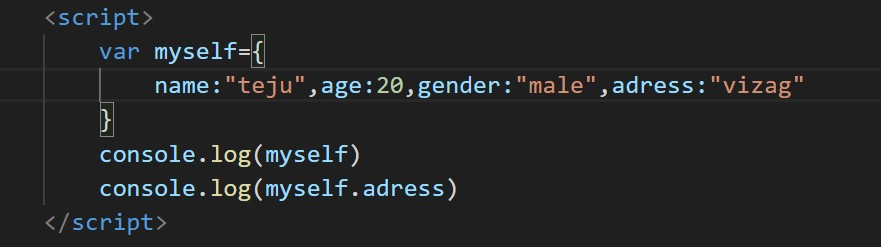 <script>
var myself={
name:"teju",age:20,gender:"male",adress:"vizag"
}
console.log(myself)
console.log(myself.adress)
</script>